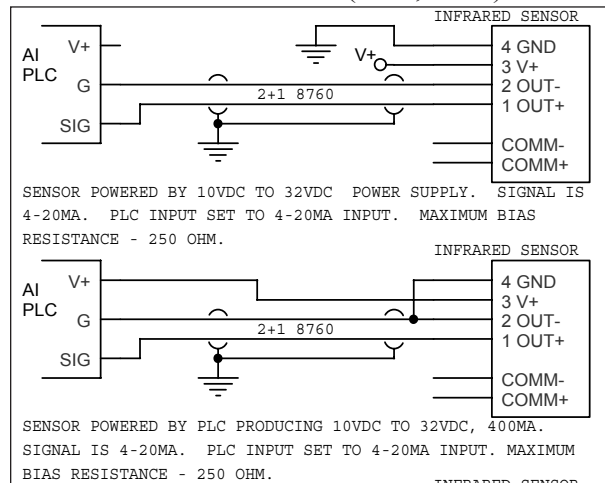 INFRARED SENSOR
AI
PLC
V+
G
SIG
V+
2+1 8760
4 GND
3 V+
2 OUT-
1 OUT+
COMM-
COMM+
SENSOR POWERED BY 10VDC TO 32VDC POWER SUPPLY. SIGNAL IS
4-20MA. PLC INPUT SET TO 4-20MA INPUT. MAXIMUM BIAS
RESISTANCE - 250 OHM.
INFRARED SENSOR
AI
PLC
V+
G
SIG
2+1 8760
4 GND
3 V+
2 OUT-
1 OUT+
COMM-
COMM+
SENSOR POWERED BY PLC PRODUCING 10VDC TO 32VDC, 400MA.
SIGNAL IS 4-20MA. PLC INPUT SET TO 4-20MA INPUT. MAXIMUM
BIAS RESISTANCE - 250 OHM.
INFRARED SENSOR